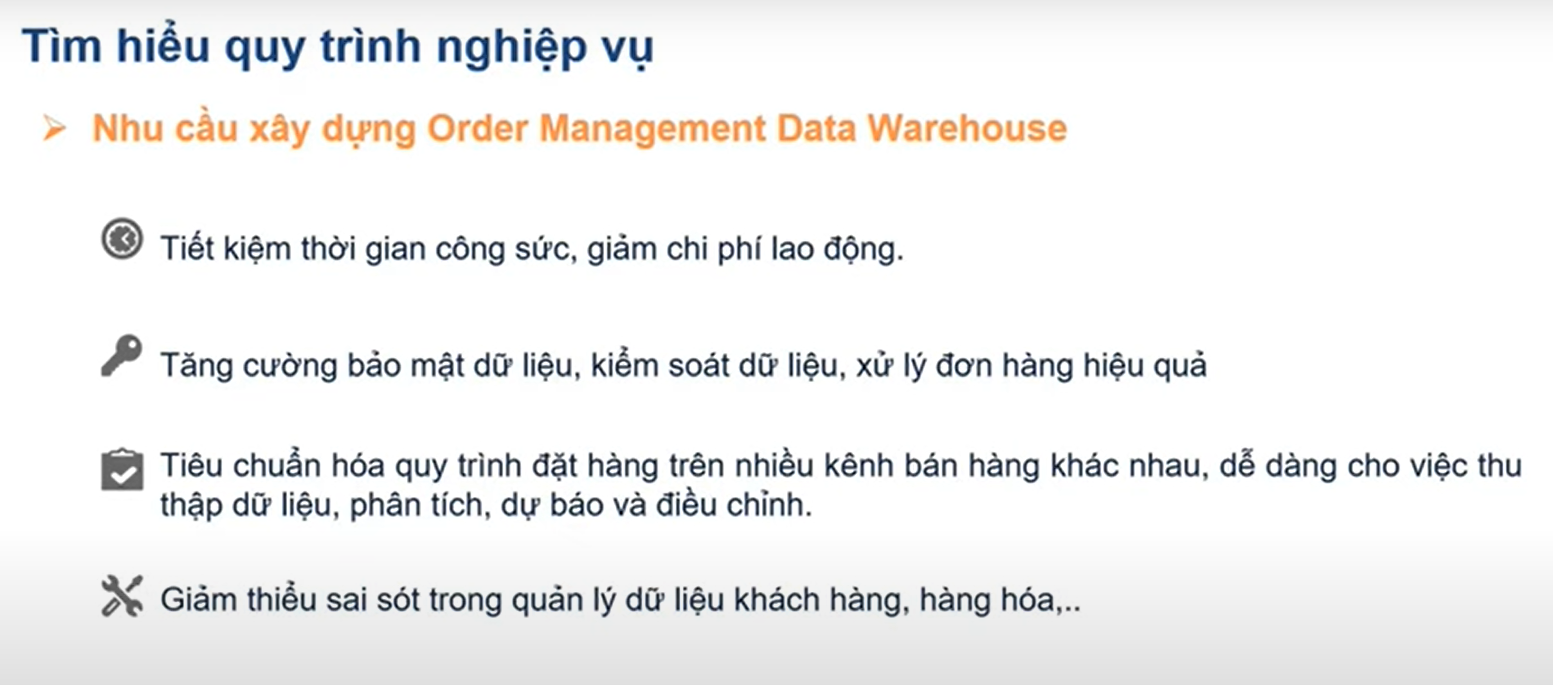 Tìm hiểu quy trình nghiệp vụ
Nhu cầu xây dựng Order Management Data Warehouse
Tiết kiệm thời gian công sức, giảm chi phí lao động.
Tăng cường bảo mật dữ liệu, kiểm soát dữ liệu, xử lý đơn hàng hiệu quả
Tiêu chuẩn hóa quy trình đặt hàng trên nhiều kênh bán hàng khác nhau, dễ dàng cho việc thu
thập dữ liệu, phân tích, dự báo và điều chỉnh.
Giảm thiểu sai sót trong quản lý dữ liệu khách hàng, hàng hóa,..